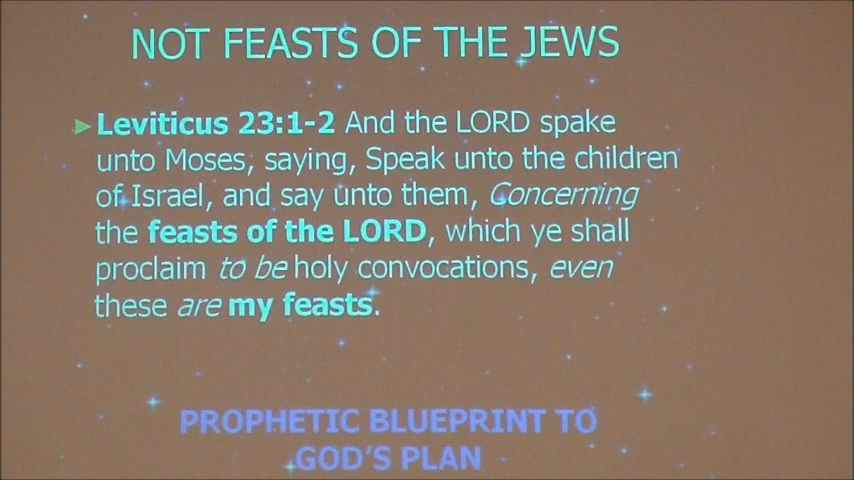 NOT FEASTS OF THE JEWS
Leviticus 23:1-2 And the LORD spake
unto Moses, saying, Speak unto the children
of Israel, and say unto them, Concerning
the feasts of the LORD, which ye shall
proclaim to be holy convocations, even
these are my feasts.
PROPHETIC BLUEPRINT TO
GOD'S PLAN